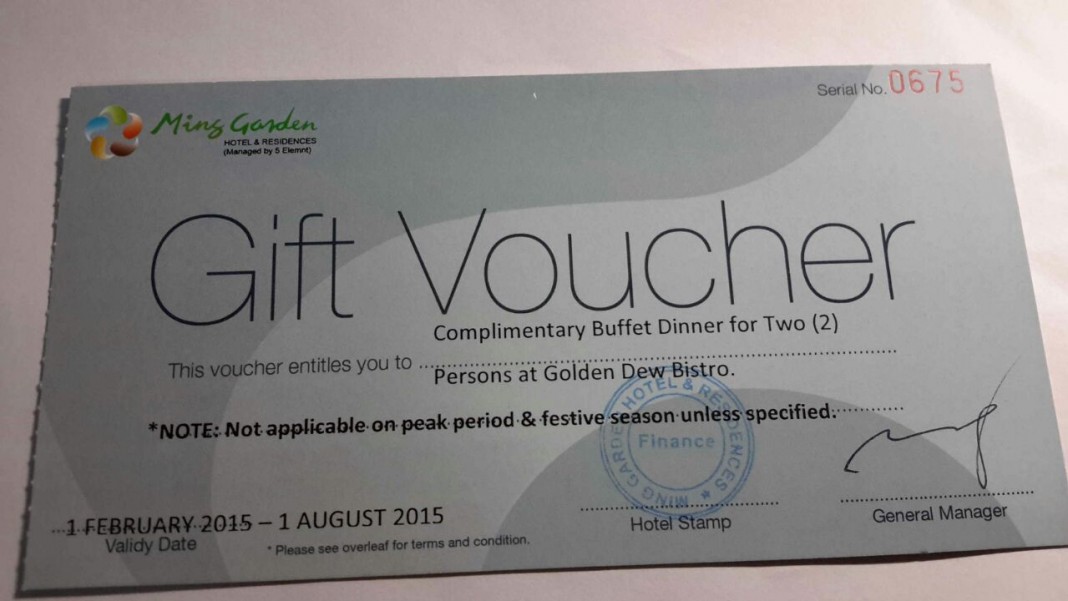 Serial No. 0675
Ming Garden
HOTEL & RESIDENCES
(Managed by 5 Elemnt)
Gift Voucher
Complimentary Buffet Dinner for Two (2)
This voucher entitles you to
Persons at Golden Dew Bistro.
*NOTE: Not applicable on peak period & festive season unless specified.
MING GARDEN HOTEL & RESIDENCES
Finance
1 FEBRUARY 2015 – 1 AUGUST 2015
Validy Date
* Please see overleaf for terms and condition.
Hotel Stamp
General Manager